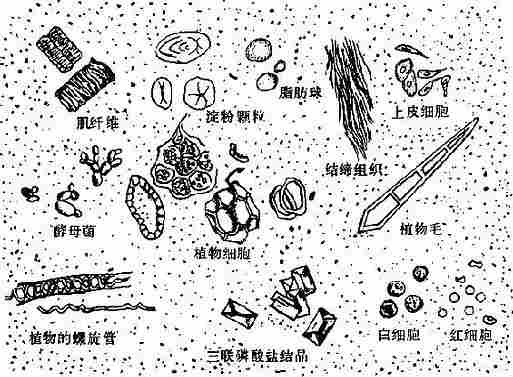 肌纤维
淀粉颗粒
脂肪球
上皮细胞
结缔组织
酵母菌
植物细胞
植物毛
植物的螺旋管
三联磷酸盐结晶
白细胞
红细胞